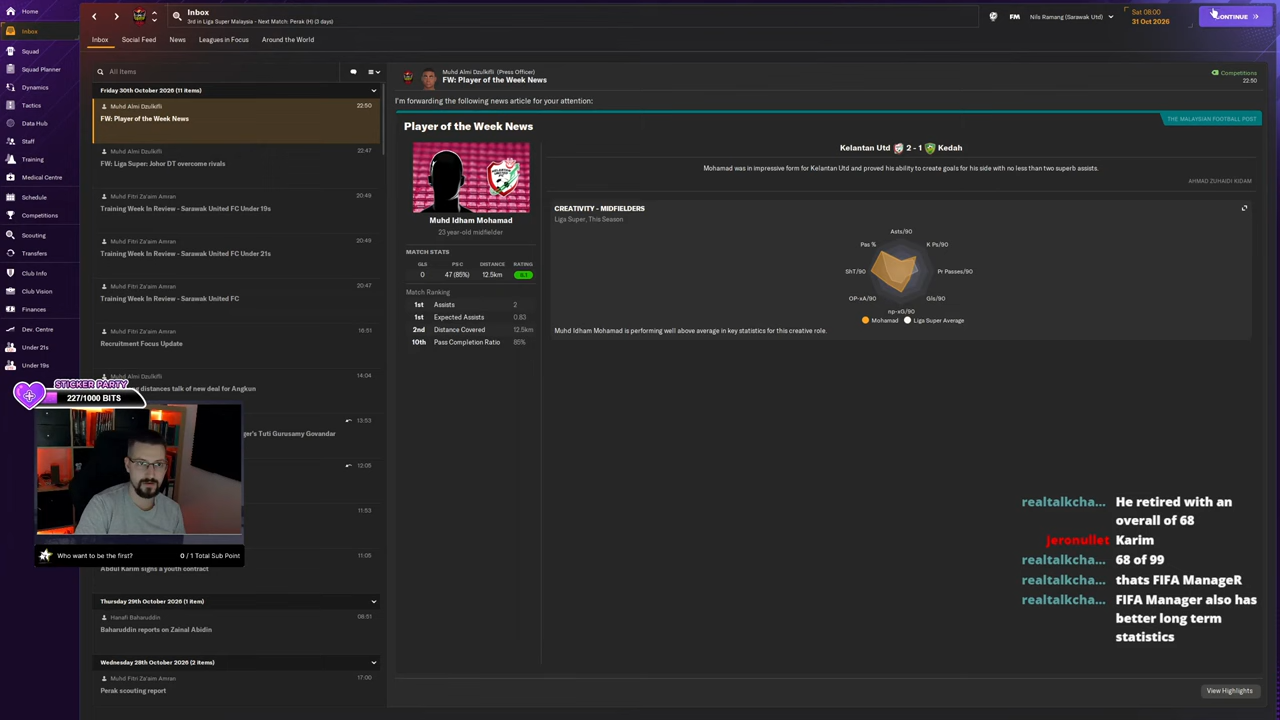 Home
Inbox
Squad
Squad Planner
Dynamics
Tactics
Data Hub
Staff
Training
Medical Centre
Schedule
Competitions
Scouting
Transfers
Club Info
Club Vision
Finances
Dev. Centre
Under 21s
Under 19s
Inbox
3rd in Liga Super Malaysia - Next Match: Perak (H) (3 days)
FM
Nils Ramang (Sarawak Utd)
Sat 08:00
31 Oct 2026
CONTINUE
Inbox
Social Feed
News
Leagues in Focus
Around the World
All Items
Friday 30th October 2026 (11 items)
Muhd Almi Dzulkifli
22:50
FW: Player of the Week News
Muhd Almi Dzulkifli
22:47
FW: Liga Super: Johor DT overcome rivals
Muhd Fitri Za'aim Amran
20:49
Training Week In Review - Sarawak United FC Under 19s
Muhd Fitri Za'aim Amran
20:49
Training Week In Review - Sarawak United FC Under 21s
Muhd Fitri Za'aim Amran
20:47
Training Week In Review - Sarawak United FC
Muhd Fitri Za'aim Amran
16:51
Recruitment Focus Update
Muhd Almi Dzulkifli
14:04
distances talk of new deal for Angkun
13:53
ger's Tuti Gurusamy Govandar
12:05
11:53
11:05
Abdul Karim signs a youth contract
Thursday 29th October 2026 (1 item)
Hanafi Baharuddin
08:51
Baharuddin reports on Zainal Abidin
Wednesday 28th October 2026 (2 items)
Muhd Fitri Za'aim Amran
17:00
Perak scouting report
STICKER PARTY
227/1000 BITS
Who want to be the first?
0 / 1 Total Sub Point
Muhd Almi Dzulkifli (Press Officer)
FW: Player of the Week News
Competitions
22:50
I'm forwarding the following news article for your attention:
THE MALAYSIAN FOOTBALL POST
Player of the Week News
Muhd Idham Mohamad
23 year-old midfielder
MATCH STATS
GLS
PS C
DISTANCE
RATING
0
47 (85%)
12.5km
Match Ranking
1st Assists 2
1st Expected Assists 0.83
2nd Distance Covered 12.5km
10th Pass Completion Ratio 85%
Kelantan Utd 2 - 1 Kedah
Mohamad was in impressive form for Kelantan Utd and proved his ability to create goals for his side with no less than two superb assists.
AHMAD ZUHAIDI KIDAM
CREATIVITY - MIDFIELDERS
Liga Super, This Season
Asts/90
Pas %
K Ps/90
ShT/90
Pr Passes/90
OP-xA/90
Gls/90
np-xG/90
Mohamad
Liga Super Average
Muhd Idham Mohamad is performing well above average in key statistics for this creative role.
realtalkcha... He retired with an
overall of 68
jeronullet Karim
realtalkcha... 68 of 99
realtalkcha... thats FIFA ManageR
realtalkcha... FIFA Manager also has
better long term
statistics
View Highlights